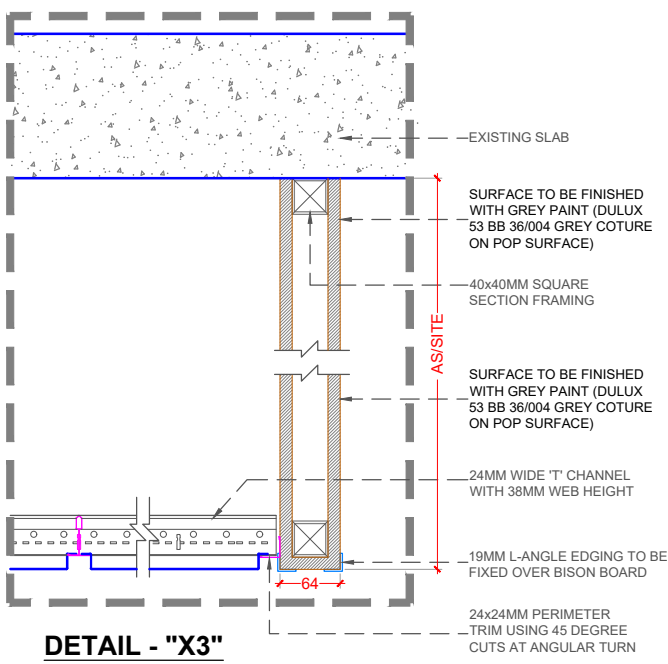 EXISTING SLAB
SURFACE TO BE FINISHED
WITH GREY PAINT (DULUX
53 BB 36/004 GREY COTURE
ON POP SURFACE)
40x40MM SQUARE
SECTION FRAMING
AS/SITE
SURFACE TO BE FINISHED
WITH GREY PAINT (DULUX
53 BB 36/004 GREY COTURE
ON POP SURFACE)
24MM WIDE 'T' CHANNEL
WITH 38MM WEB HEIGHT
19MM L-ANGLE EDGING TO BE
FIXED OVER BISON BOARD
64
24x24MM PERIMETER
TRIM USING 45 DEGREE
CUTS AT ANGULAR TURN
DETAIL - "X3"